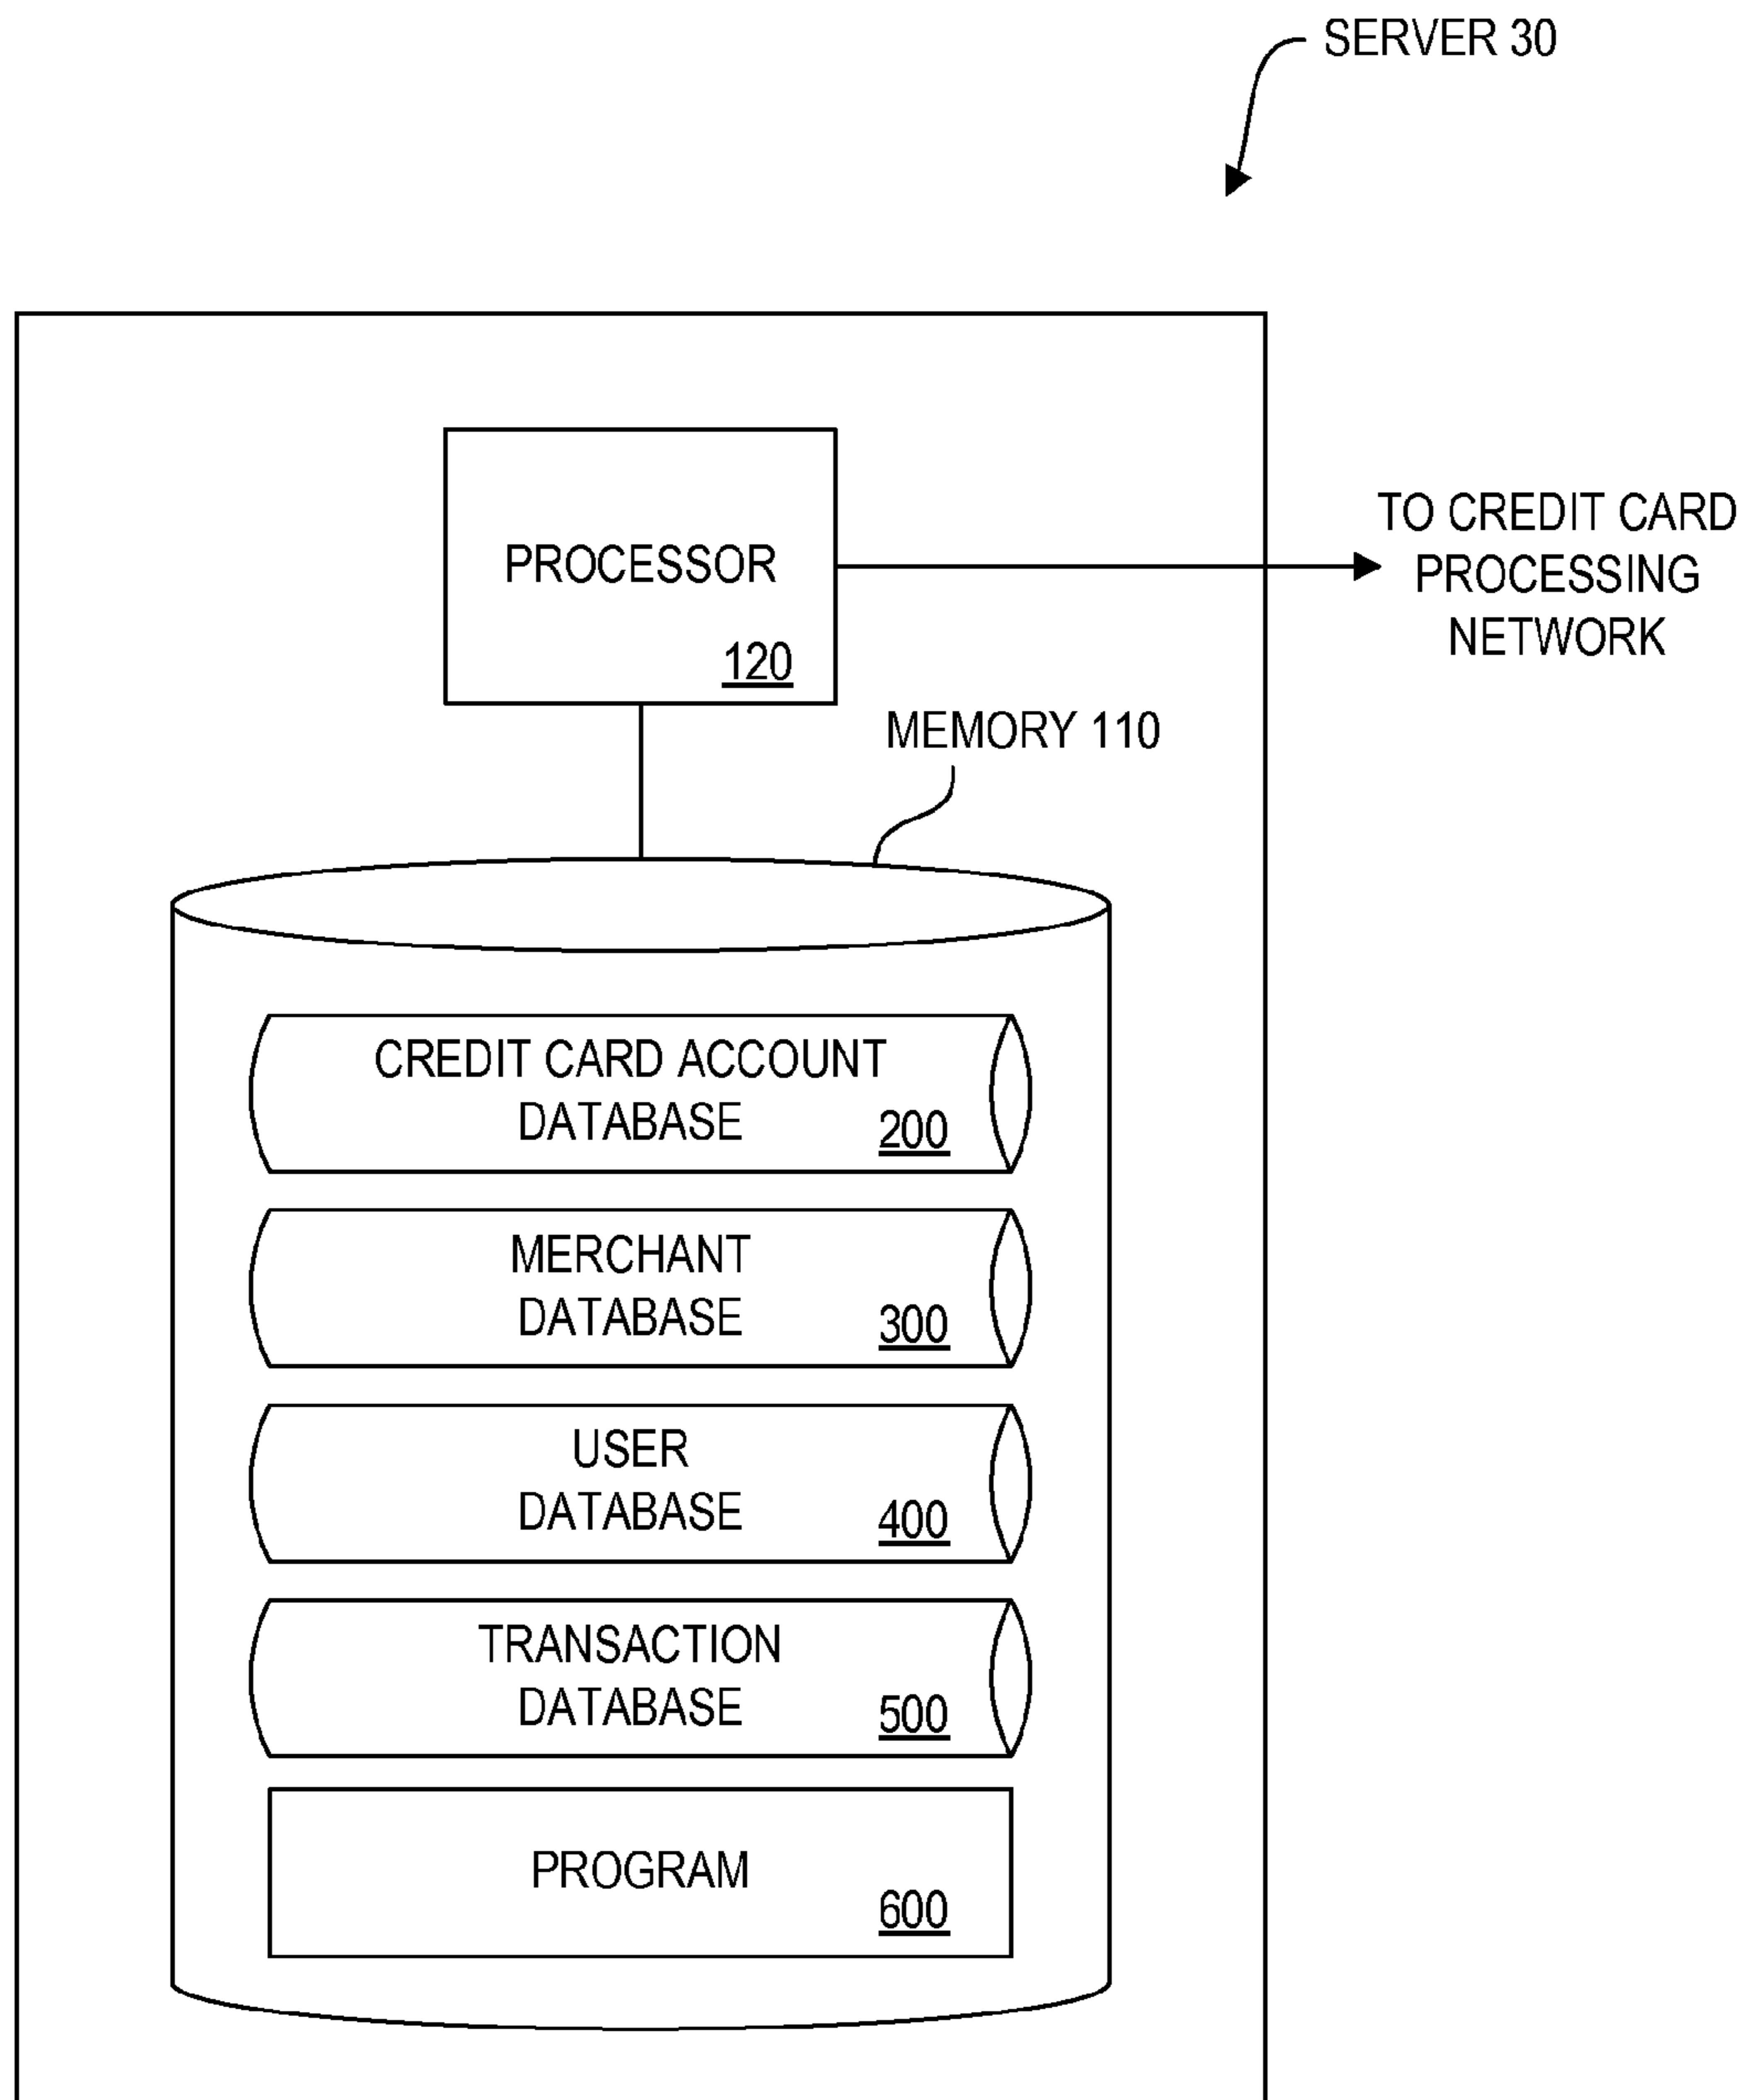 SERVER 30
TO CREDIT CARD
PROCESSING
NETWORK
PROCESSOR
120
MEMORY 110
CREDIT CARD ACCOUNT
DATABASE 200
MERCHANT
DATABASE 300
USER
DATABASE 400
TRANSACTION
DATABASE 500
PROGRAM
600